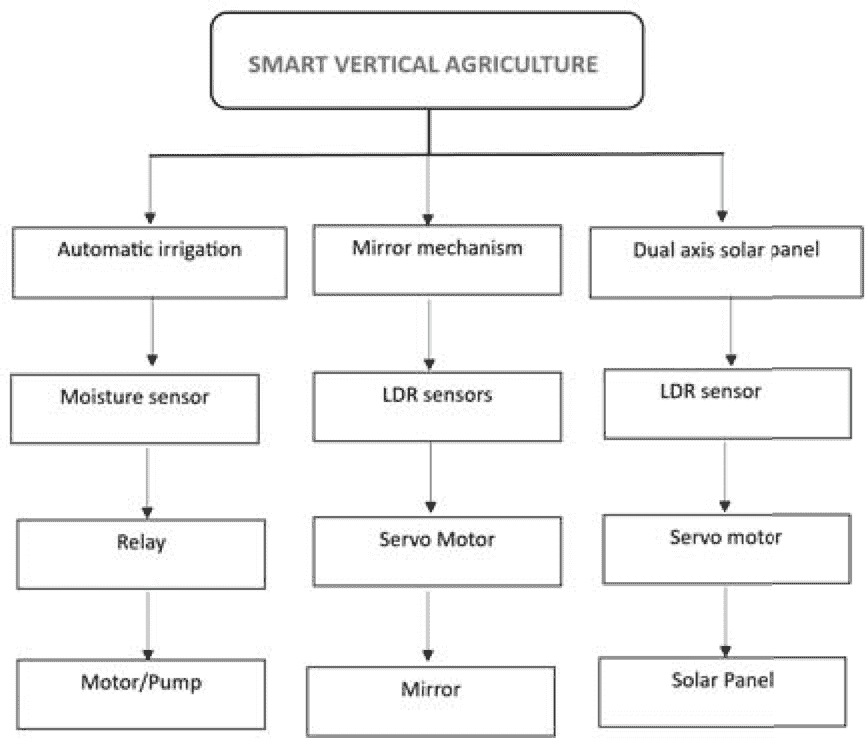 SMART VERTICAL AGRICULTURE
Automatic irrigation
Mirror mechanism
Dual axis solar panel
Moisture sensor
LDR sensors
LDR sensor
Relay
Servo Motor
Servo motor
Motor/Pump
Mirror
Solar Panel